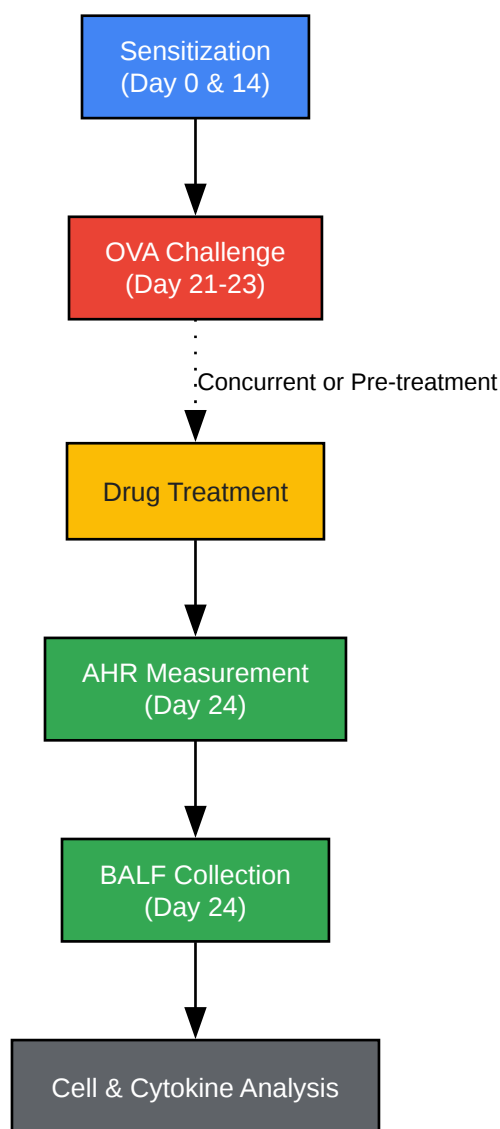 Sensitization
(Day 0 & 14)
OVA Challenge
(Day 21-23)
Concurrent or Pre-treatment
Drug Treatment
AHR Measurement
(Day 24)
BALF Collection
(Day 24)
Cell & Cytokine Analysis